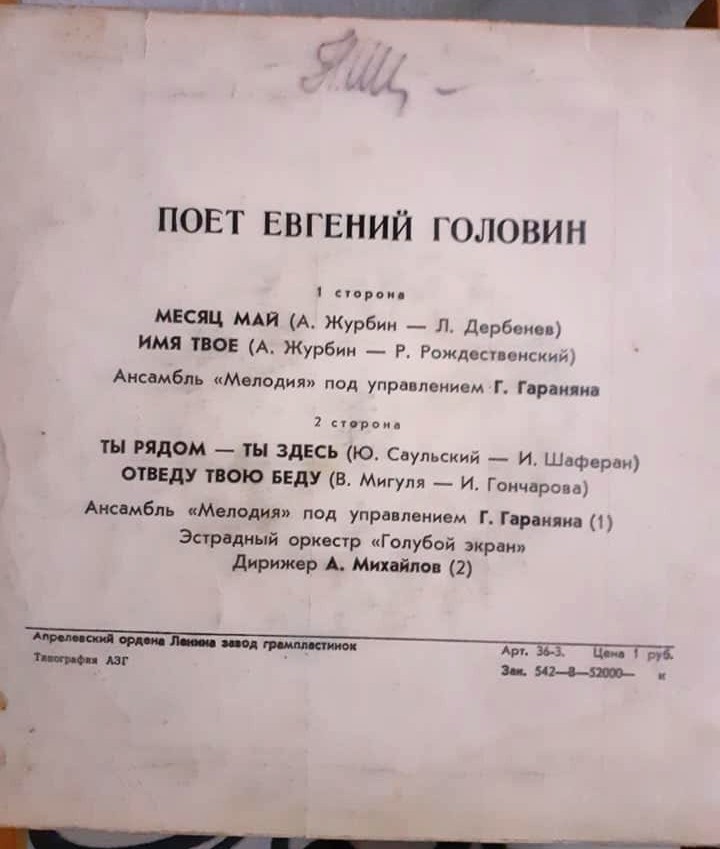 ПОЕТ ЕВГЕНИЙ ГОЛОВИН
1 сторона
МЕСЯЦ МАЙ (А. Журбин — Л. Дербенев)
ИМЯ ТВОЕ (А. Журбин — Р. Рождественский)
Ансамбль «Мелодия» под управлением Г. Гараняна
2 сторона
ТЫ РЯДОМ — ТЫ ЗДЕСЬ (Ю. Саульский — И. Шаферан)
ОТВЕДУ ТВОЮ БЕДУ (В. Мигуля — И. Гончарова)
Ансамбль «Мелодия» под управлением Г. Гараняна (1)
Эстрадный оркестр «Голубой экран»
Дирижер А. Михайлов (2)
Апрелевский ордена Ленина завод грампластинок
Типография АЗГ
Арт. 36-3. Цена 1 руб.
Зак. 542—8—52000— и